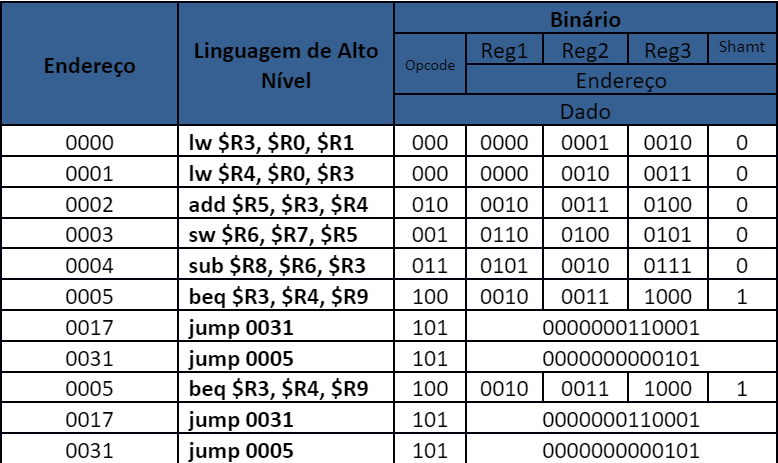 Endereço Linguagem de Alto Nível Binário
Opcode Reg1 Reg2 Reg3 Shamt
Endereço
Dado
0000 lw $R3, $R0, $R1 000 0000 0001 0010 0
0001 lw $R4, $R0, $R3 000 0000 0010 0011 0
0002 add $R5, $R3, $R4 010 0010 0011 0100 0
0003 sw $R6, $R7, $R5 001 0110 0100 0101 0
0004 sub $R8, $R6, $R3 011 0101 0010 0111 0
0005 beq $R3, $R4, $R9 100 0010 0011 1000 1
0017 jump 0031 101 0000000110001
0031 jump 0005 101 0000000000101
0005 beq $R3, $R4, $R9 100 0010 0011 1000 1
0017 jump 0031 101 0000000110001
0031 jump 0005 101 0000000000101